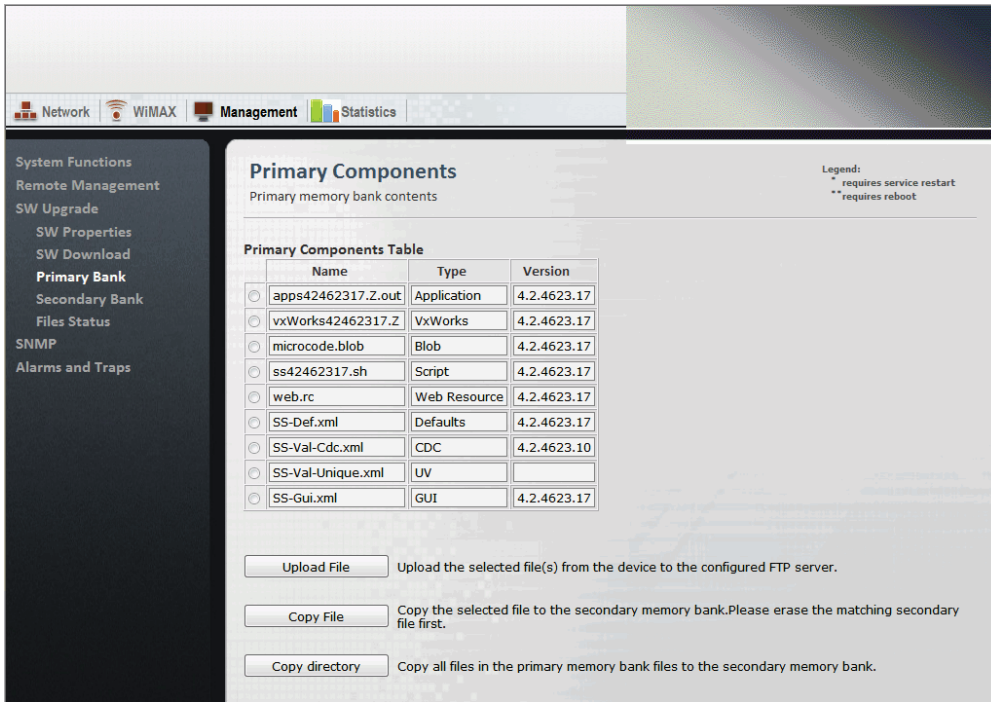 Network WiMAX Management Statistics
System Functions
Remote Management
SW Upgrade
SW Properties
SW Download
Primary Bank
Secondary Bank
Files Status
SNMP
Alarms and Traps
Primary Components
Primary memory bank contents
Legend:
* requires service restart
**requires reboot
Primary Components Table
Name Type Version
apps42462317.Z.out Application 4.2.4623.17
vxWorks42462317.Z VxWorks 4.2.4623.17
microcode.blob Blob 4.2.4623.17
ss42462317.sh Script 4.2.4623.17
web.rc Web Resource 4.2.4623.17
SS-Def.xml Defaults 4.2.4623.17
SS-Val-Cdc.xml CDC 4.2.4623.10
SS-Val-Unique.xml UV
SS-Gui.xml GUI 4.2.4623.17
Upload File Upload the selected file(s) from the device to the configured FTP server.
Copy File Copy the selected file to the secondary memory bank.Please erase the matching secondary
file first.
Copy directory Copy all files in the primary memory bank files to the secondary memory bank.